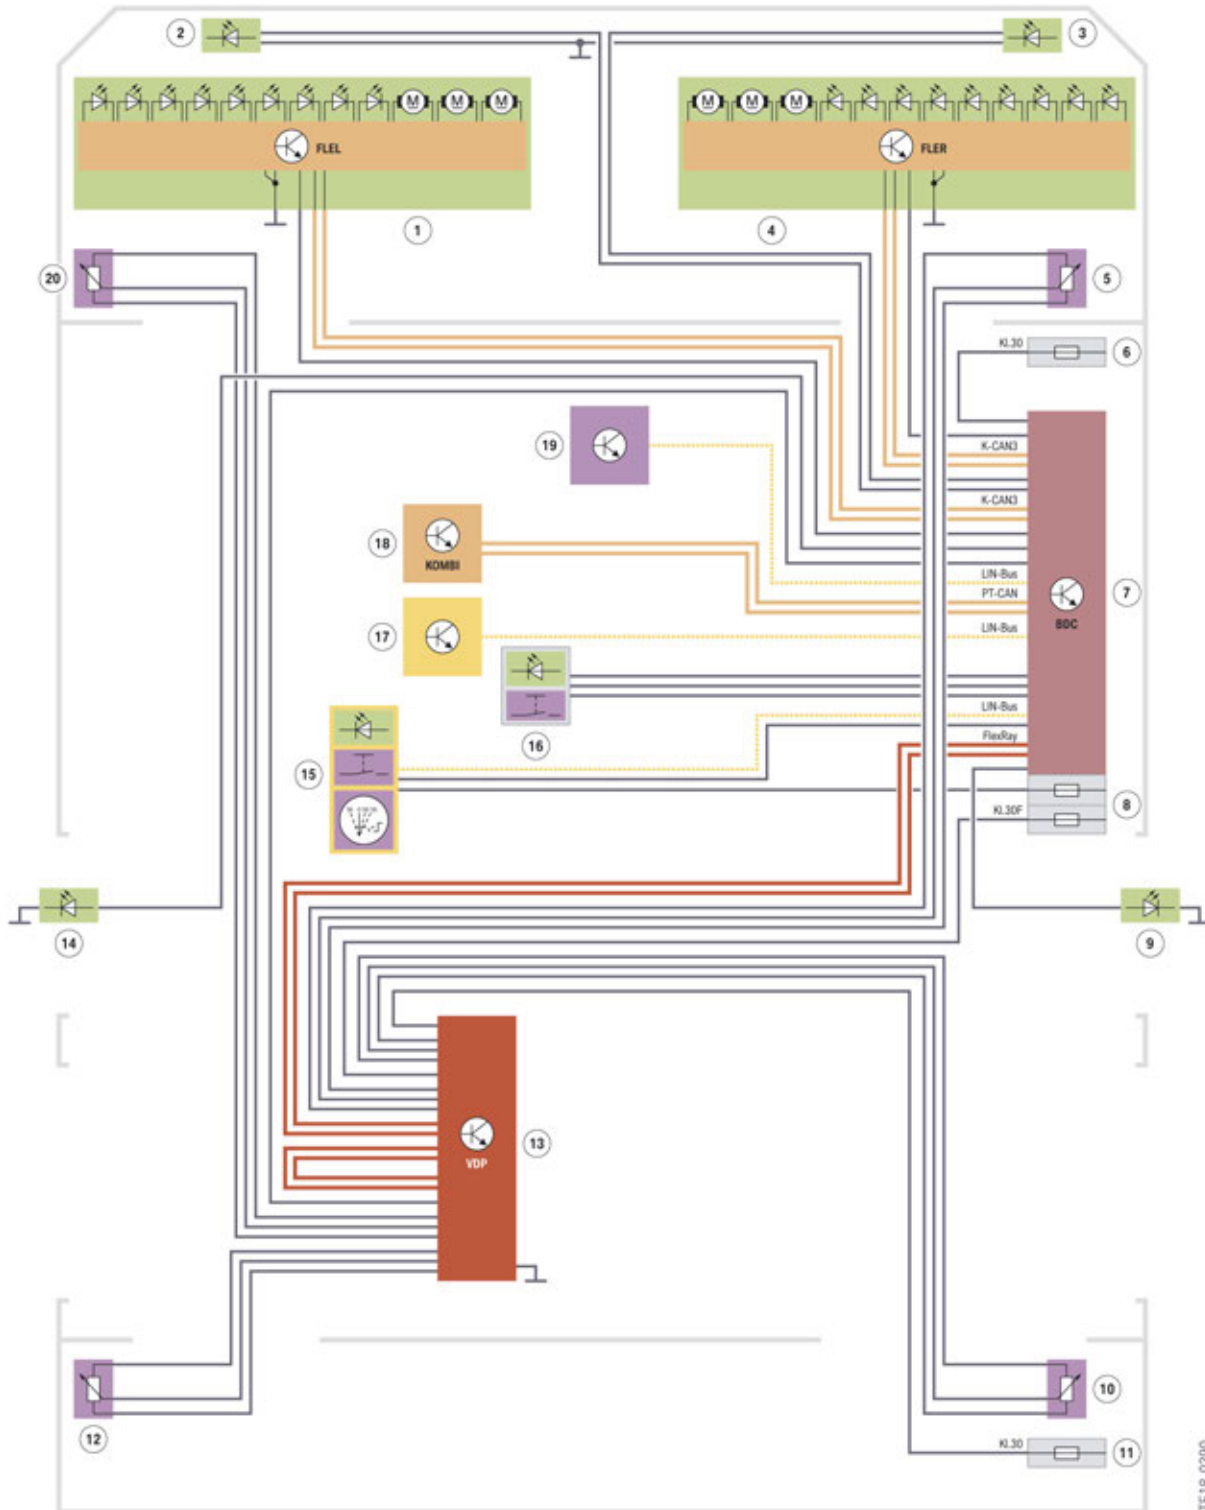 2
3
M
M
M
M
M
M
FLEL
FLER
1
4
20
5
Kl.30
6
19
K-CAN3
K-CAN3
18
KOMBI
LIN-Bus
PT-CAN
7
BDC
17
LIN-Bus
16
LIN-Bus
FlexRay
15
Kl.30F
8
14
9
13
VDP
12
10
Kl.30
11